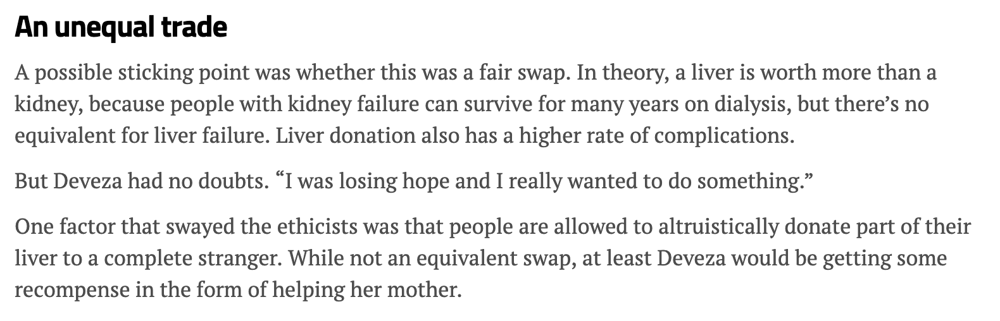 An unequal trade
A possible sticking point was whether this was a fair swap. In theory, a liver is worth more than a
kidney, because people with kidney failure can survive for many years on dialysis, but there’s no
equivalent for liver failure. Liver donation also has a higher rate of complications.
But Deveza had no doubts. “I was losing hope and I really wanted to do something.”
One factor that swayed the ethicists was that people are allowed to altruistically donate part of their
liver to a complete stranger. While not an equivalent swap, at least Deveza would be getting some
recompense in the form of helping her mother.